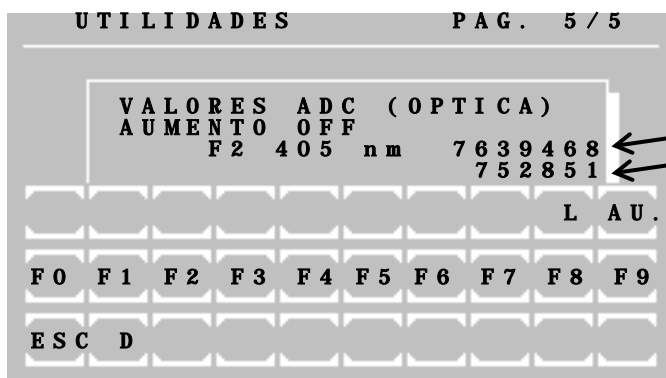 UTILIDADES PAG. 5/5
VALORES ADC (OPTICA)
AUMENTO OFF
F2 405 nm 7639468
752851
L AU.
F0 F1 F2 F3 F4 F5 F6 F7 F8 F9
ESC D